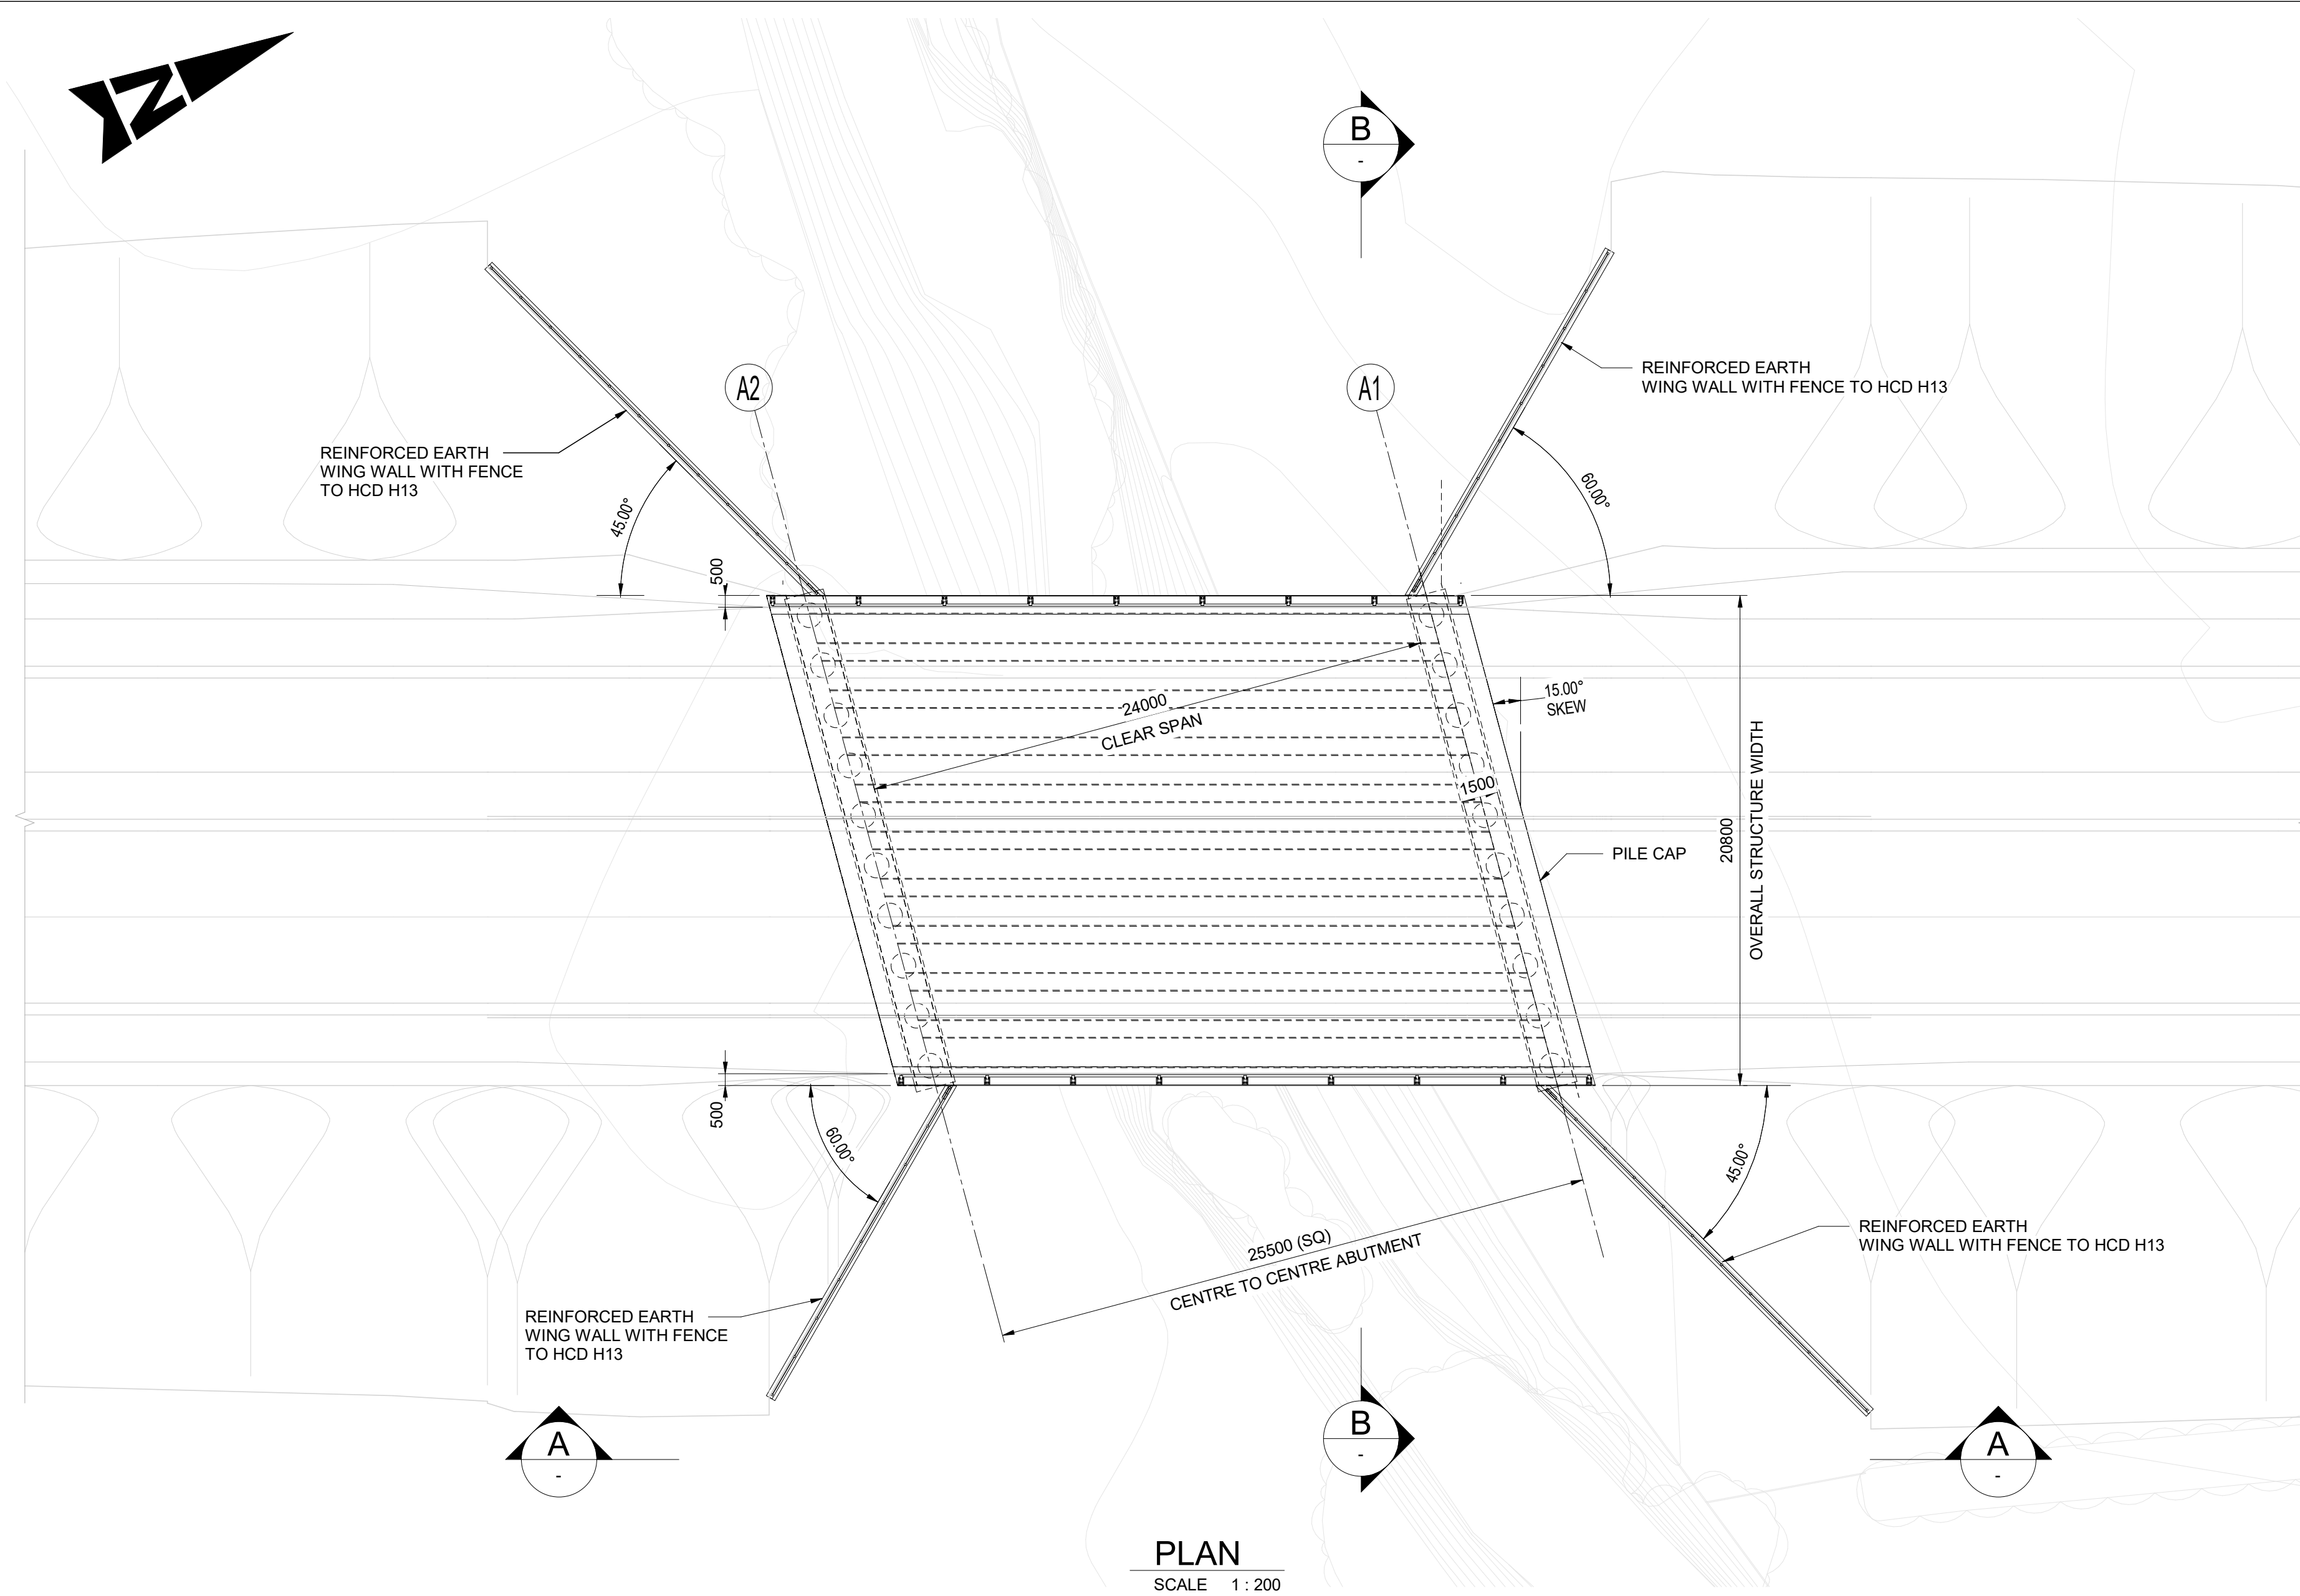 N
B
-
A2
A1
REINFORCED EARTH
WING WALL WITH FENCE TO HCD H13
REINFORCED EARTH
WING WALL WITH FENCE
TO HCD H13
45.00°
60.00°
500
15.00°
SKEW
24000
CLEAR SPAN
1500
20800
OVERALL STRUCTURE WIDTH
PILE CAP
500
60.00°
45.00°
25500 (SQ)
CENTRE TO CENTRE ABUTMENT
REINFORCED EARTH
WING WALL WITH FENCE TO HCD H13
REINFORCED EARTH
WING WALL WITH FENCE
TO HCD H13
A
-
B
-
A
-
PLAN
SCALE 1 : 200